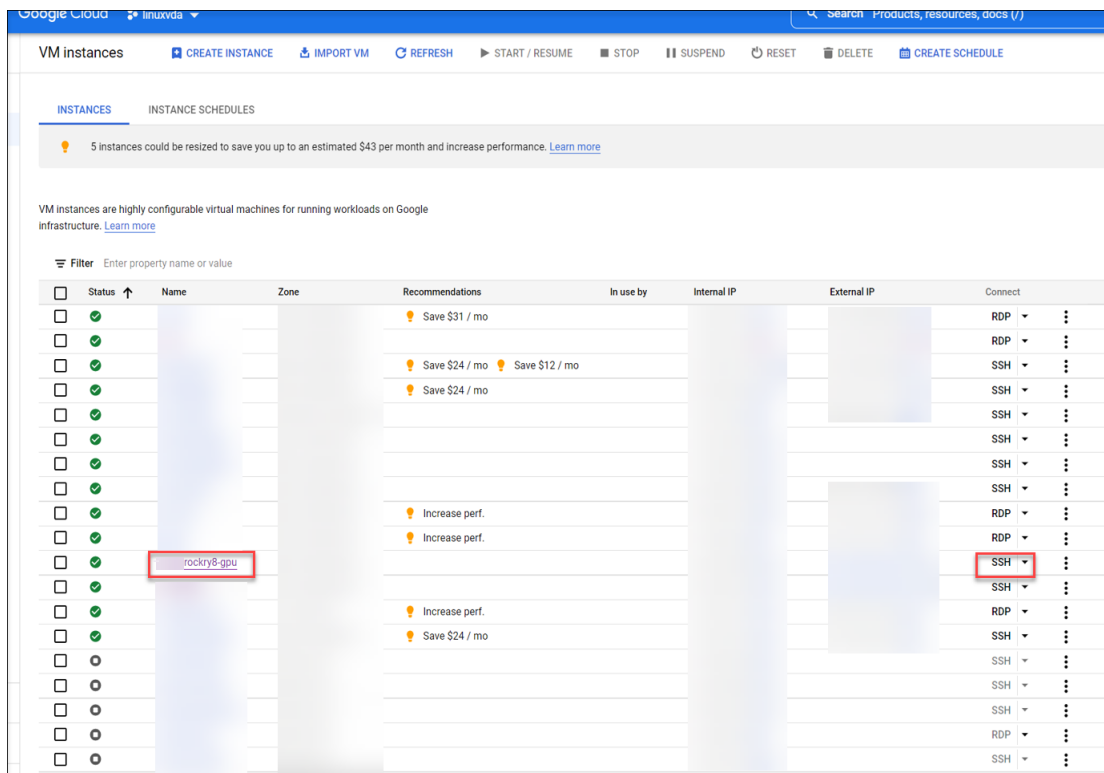 Google Cloud linuxvda Search Products, resources, docs (/)
VM instances CREATE INSTANCE IMPORT VM REFRESH START / RESUME STOP SUSPEND RESET DELETE CREATE SCHEDULE
INSTANCES INSTANCE SCHEDULES
5 instances could be resized to save you up to an estimated $43 per month and increase performance. Learn more
VM instances are highly configurable virtual machines for running workloads on Google
infrastructure. Learn more
Filter Enter property name or value
Status Name Zone Recommendations In use by Internal IP External IP Connect
Save $31 / mo RDP
RDP
Save $24 / mo Save $12 / mo SSH
Save $24 / mo SSH
SSH
SSH
SSH
SSH
Increase perf. RDP
Increase perf. RDP
rockry8-gpu SSH
SSH
Increase perf. RDP
Save $24 / mo SSH
SSH
SSH
SSH
RDP
SSH